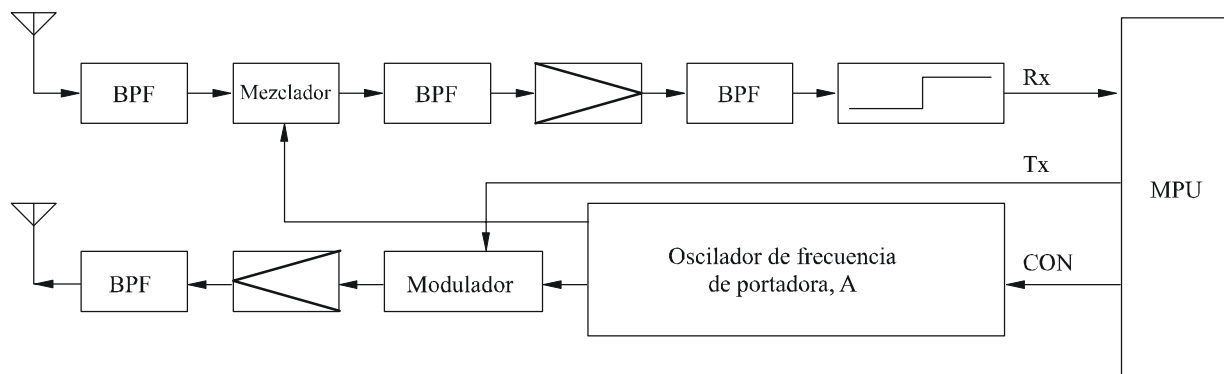 BPF
Mezclador
BPF
BPF
Rx
Tx
MPU
BPF
Modulador
Oscilador de frecuencia
de portadora, A
CON